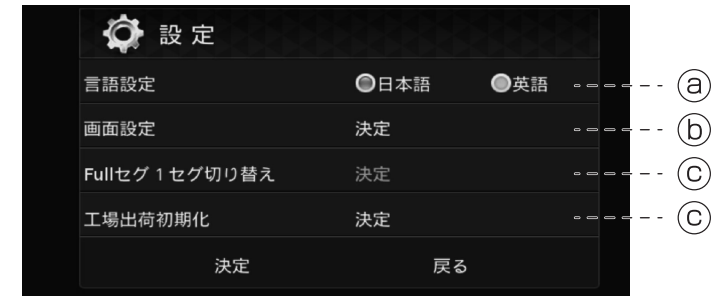 設定
言語設定 日本語 英語 ⓐ
画面設定 決定 ⓑ
Fullセグ1セグ切り替え 決定 ⓒ
工場出荷初期化 決定 ⓒ
決定 戻る